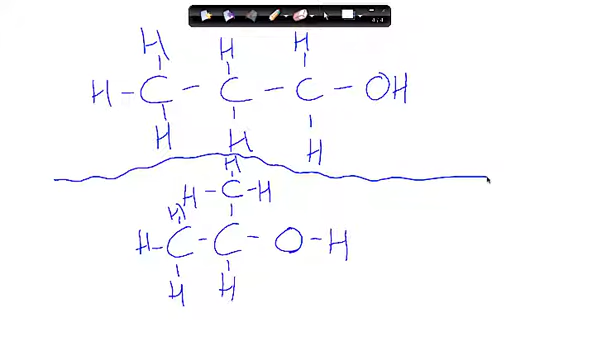 H H H
H - C - C - C - OH
H H H
H
H - C - H
H
H - C - C - O - H
H H